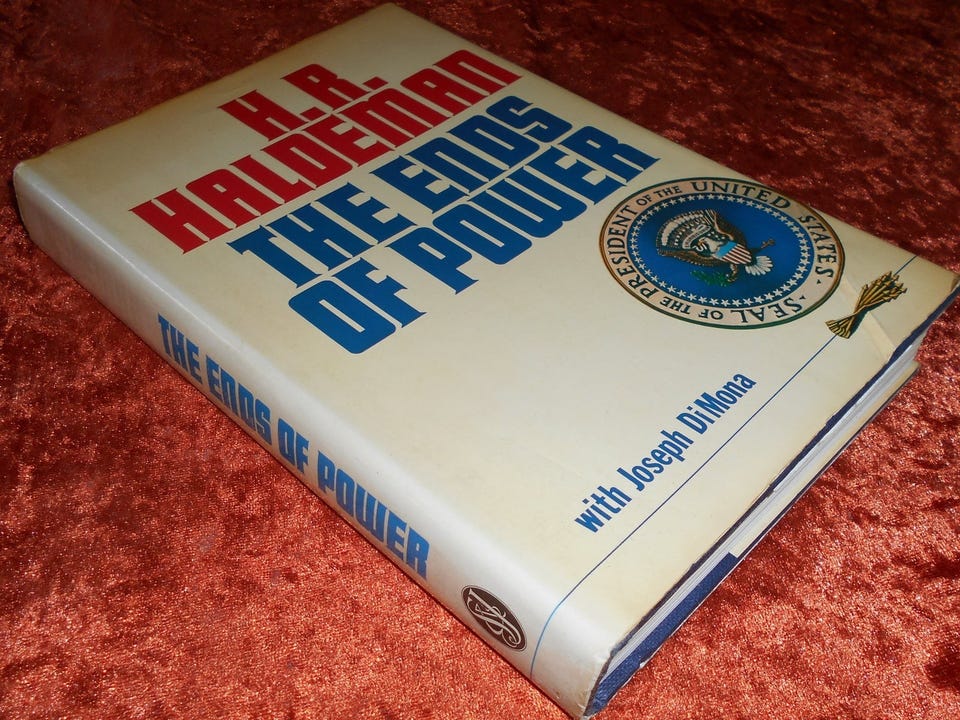 H.R.
HALDEMAN
THE ENDS
OF POWER
SEAL OF THE PRESIDENT OF THE UNITED STATES
with Joseph DiMona
THE ENDS OF POWER